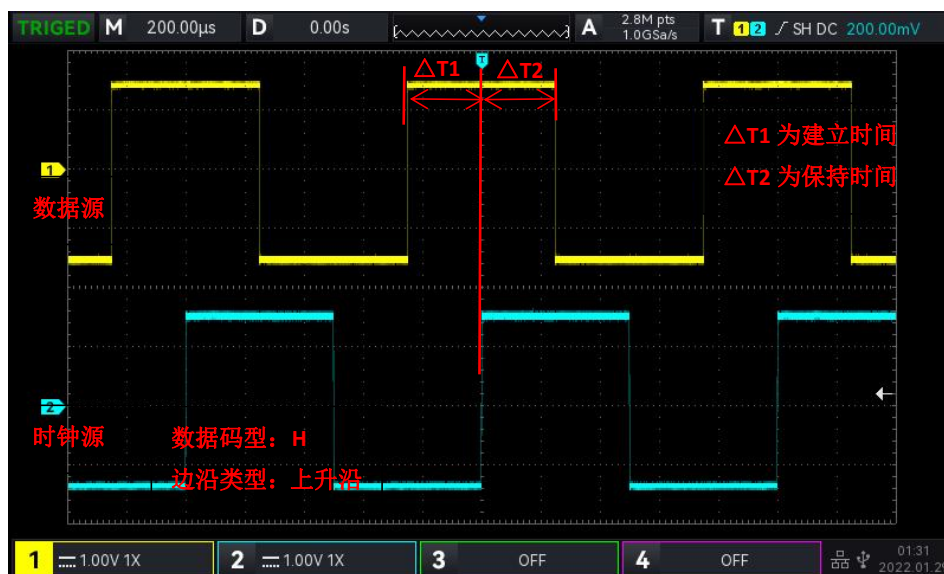 TRIGED M 200.00µs D 0.00s A 2.8M pts 1.0GSa/s T 1 2 SH DC 200.00mV
T
△T1 △T2
△T1 为建立时间
1
△T2 为保持时间
数据源
2
时钟源
数据码型：H
边沿类型：上升沿
1 1.00V 1X 2 1.00V 1X 3 OFF 4 OFF 01:31
2022.01.29